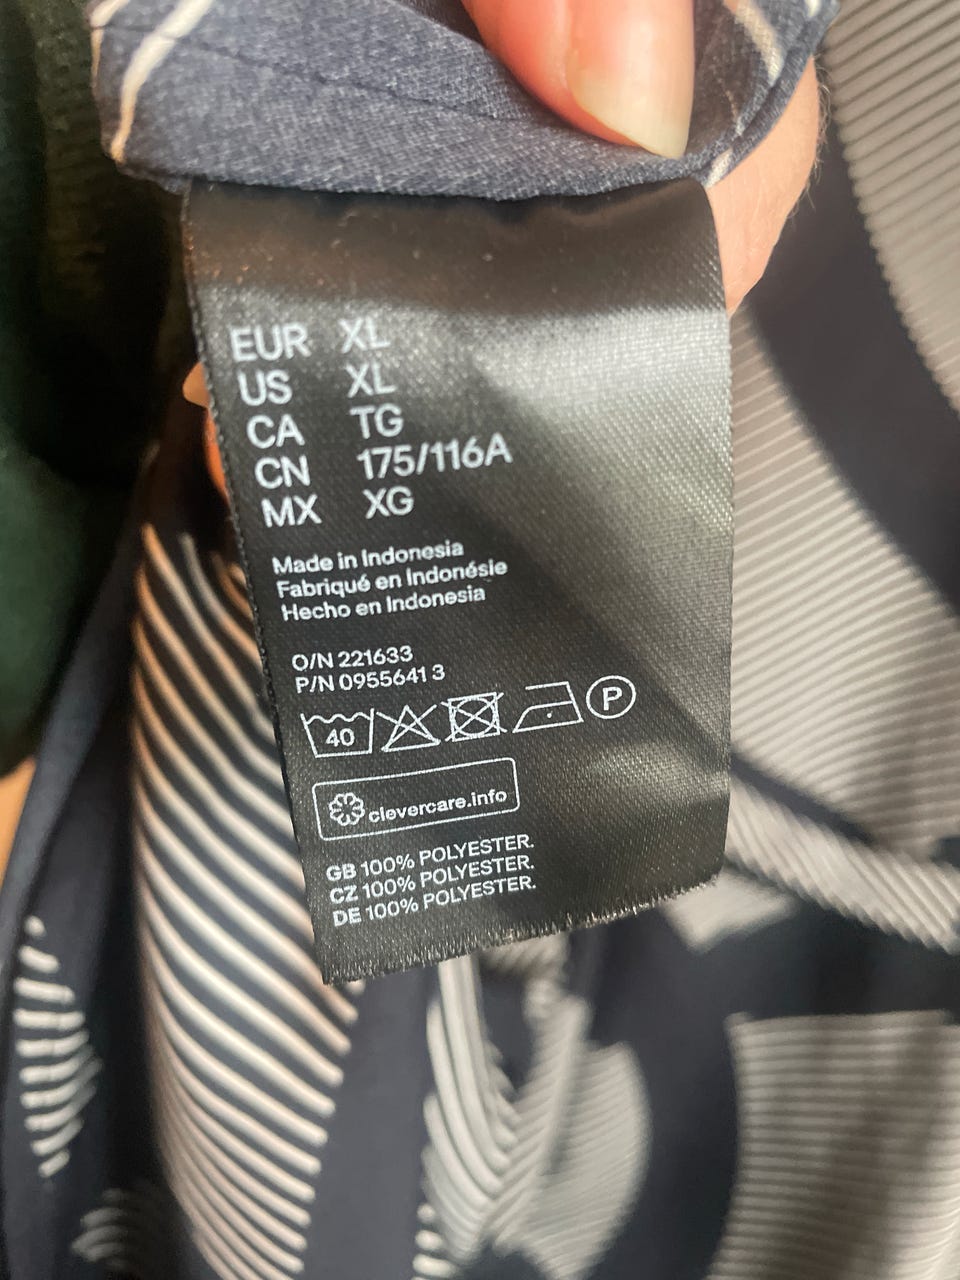 EUR XL
US XL
CA TG
CN 175/116A
MX XG
Made in Indonesia
Fabriqué en Indonésie
Hecho en Indonesia
O/N 221633
P/N 0955641 3
40 P
clevercare.info
GB 100% POLYESTER.
CZ 100% POLYESTER.
DE 100% POLYESTER.